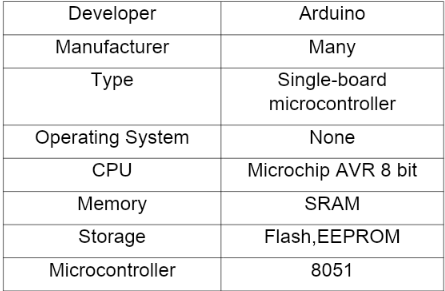 Developer Arduino
Manufacturer Many
Type Single-board
microcontroller
Operating System None
CPU Microchip AVR 8 bit
Memory SRAM
Storage Flash,EEPROM
Microcontroller 8051